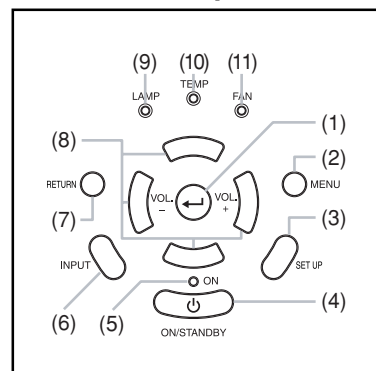 (9) (10) (11)
TEMP
LAMP FAN
(1)
(8)
(2)
RETURN VOL. − VOL. + MENU
(7) (3)
INPUT SET UP
ON
(6) (5) (4)
ON/STANDBY